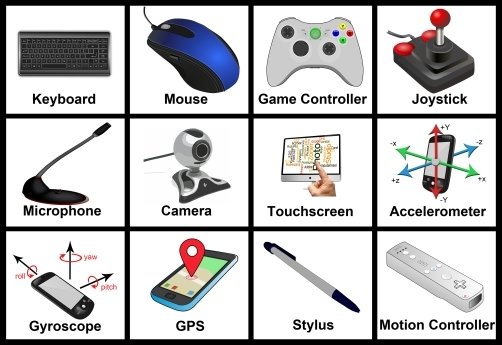 Keyboard
Mouse
Game Controller
Joystick
Microphone
Camera
Touchscreen
+Y
-x
-z
+z
+x
-Y
Accelerometer
roll
yaw
pitch
Gyroscope
GPS
Stylus
Motion Controller